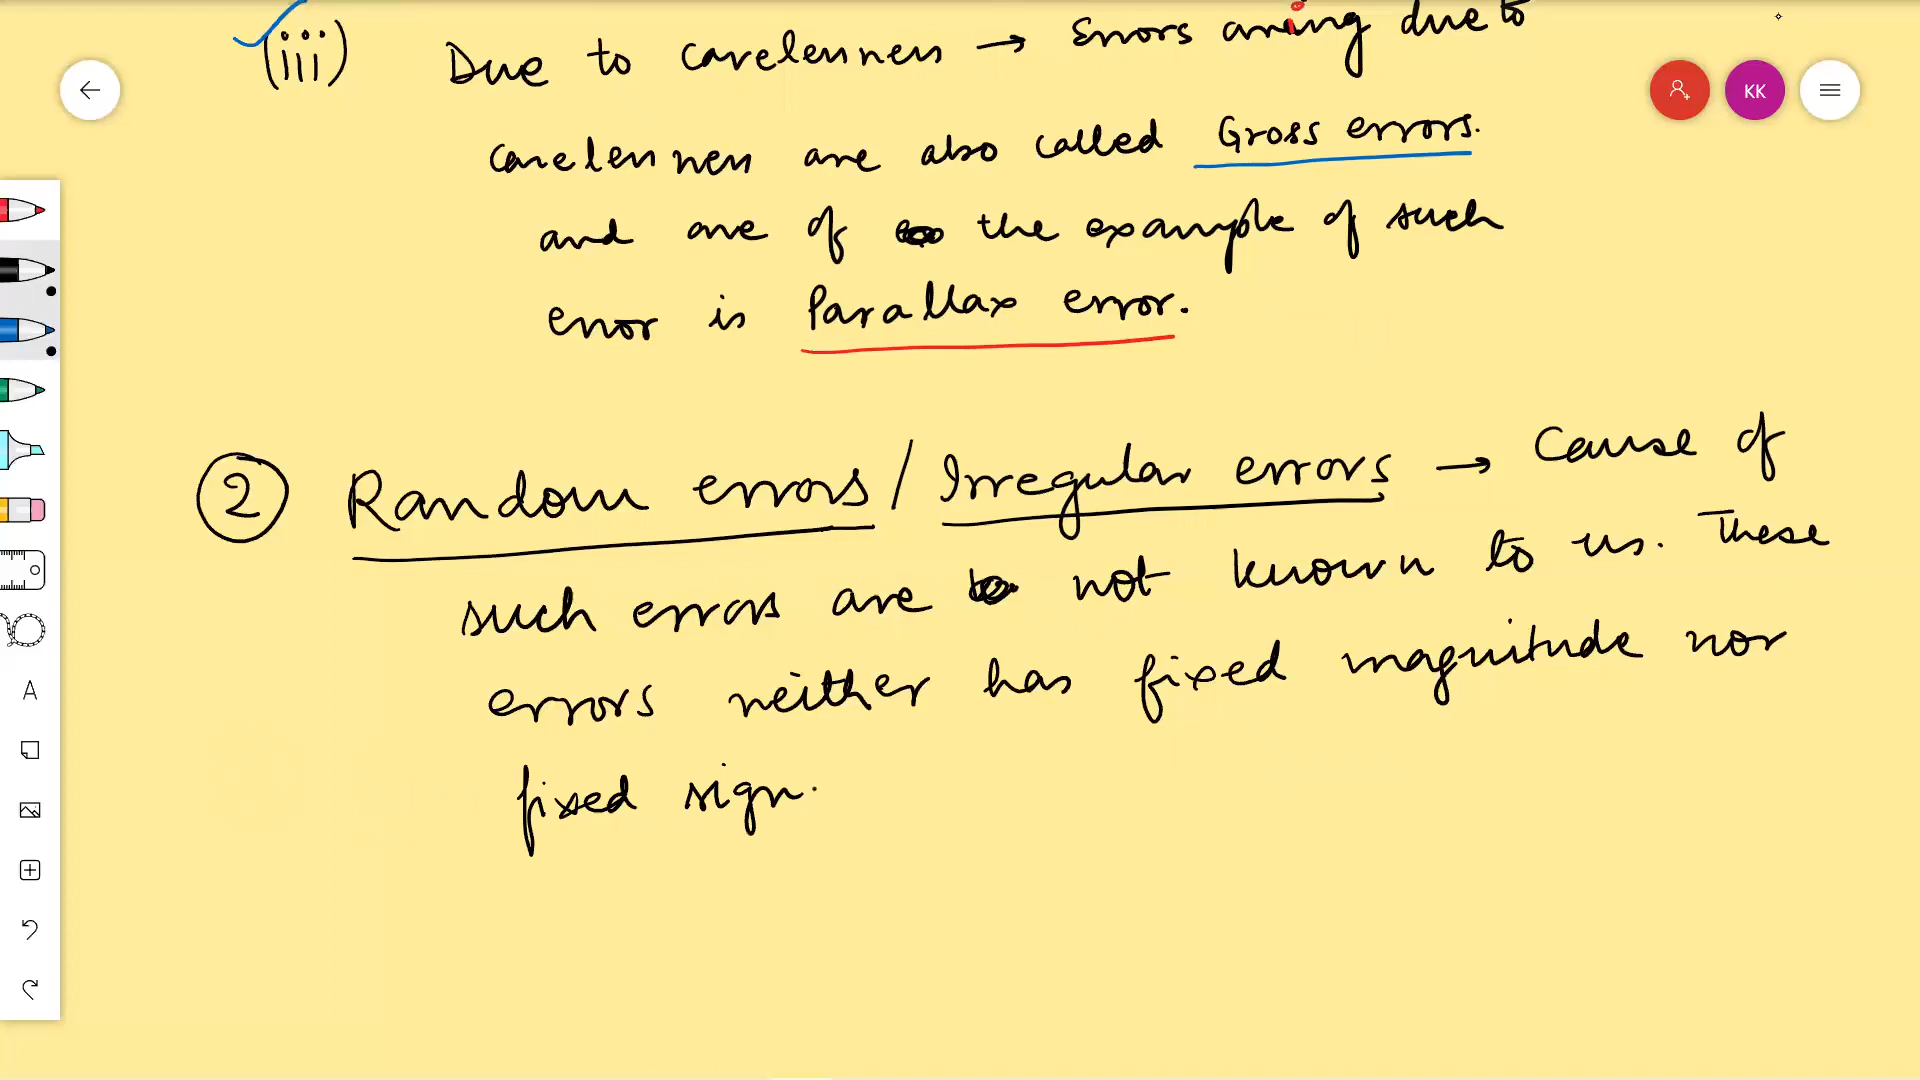 (iii) Due to carelessness → Errors arising due to
carelessness are also called Gross errors.
and one of the example of such
error is Parallax error.
KK
② Random errors / Irregular errors → Cause of
such errors are not known to us. These
errors neither has fixed magnitude nor
fixed sign.
A